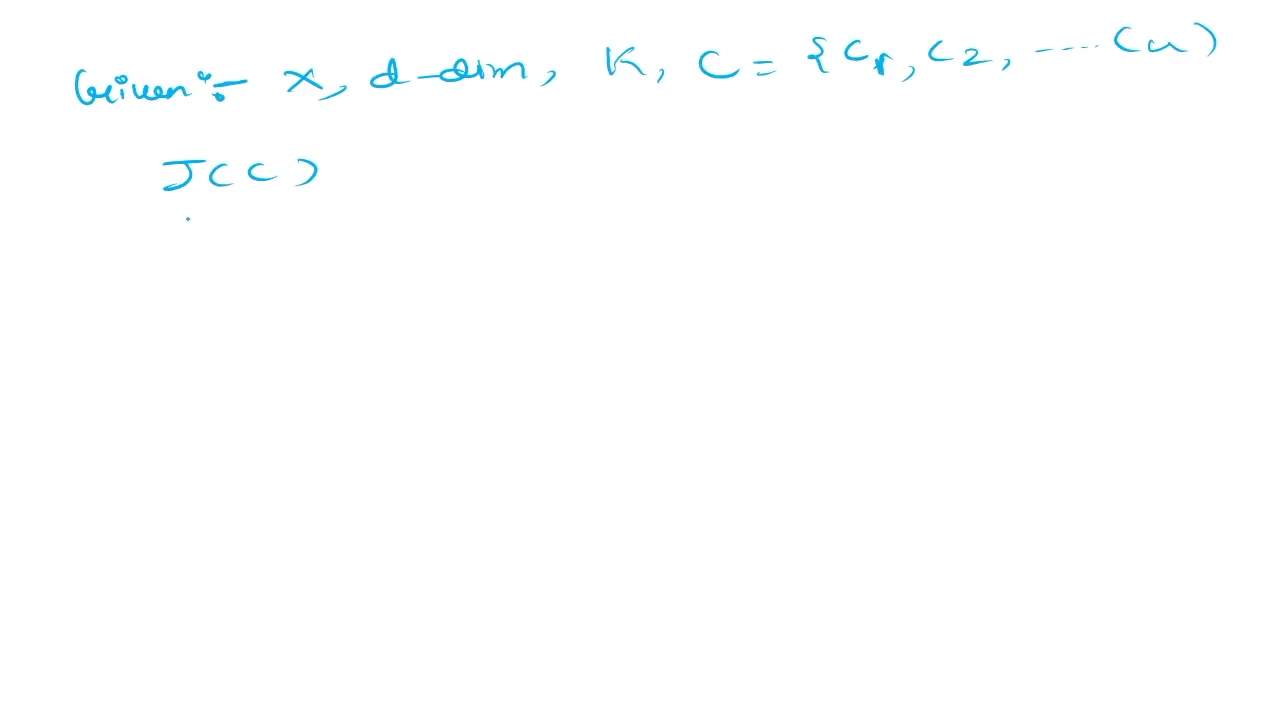 Given :- X, d-dim, K, C = {C1, C2, .... Ck)
J(C)